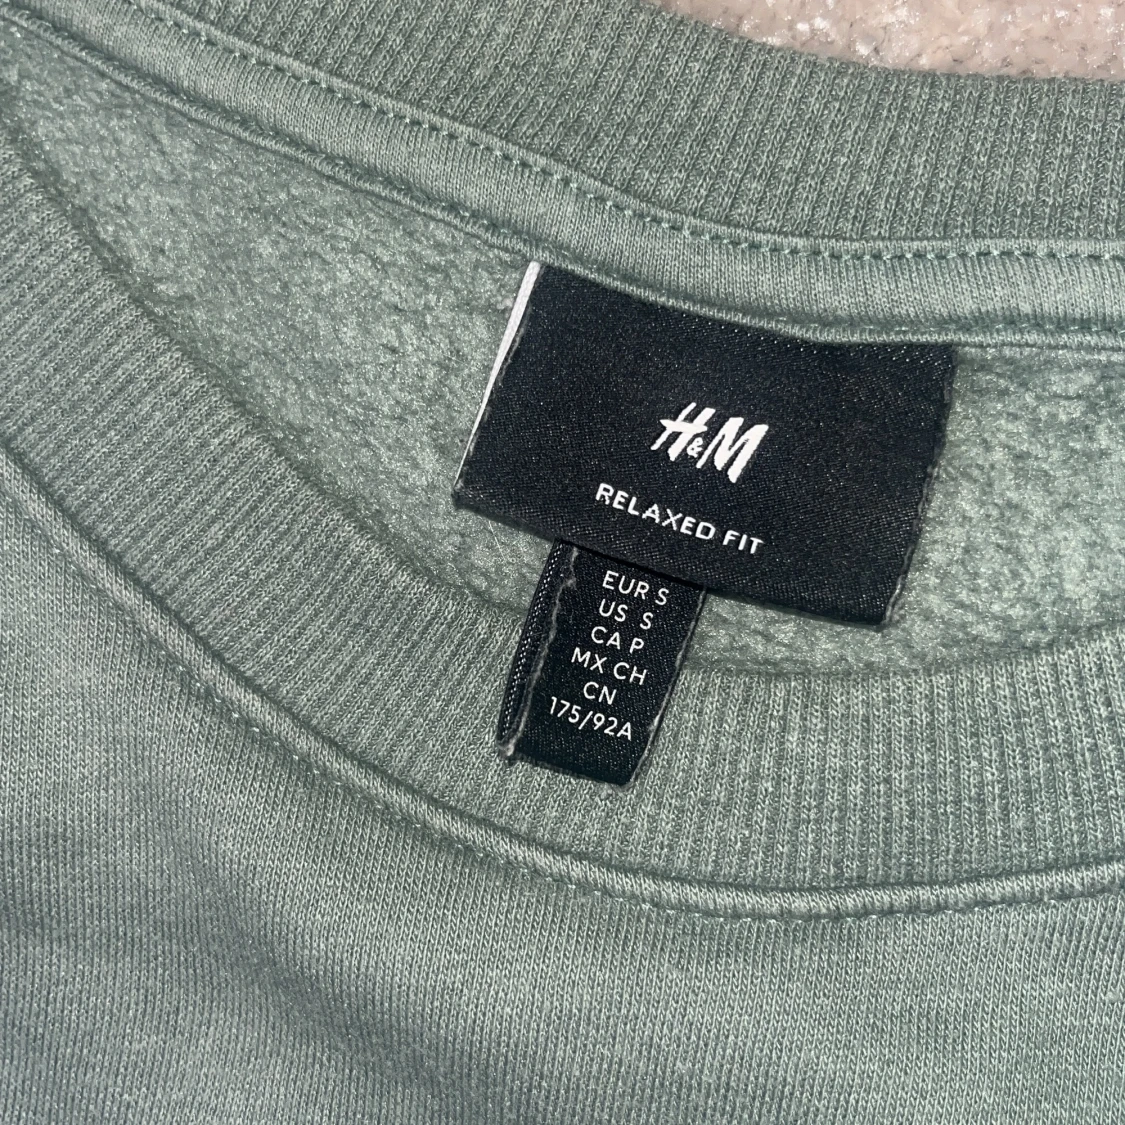 H&M
RELAXED FIT
EUR S
US S
CA P
MX CH
CN
175/92A